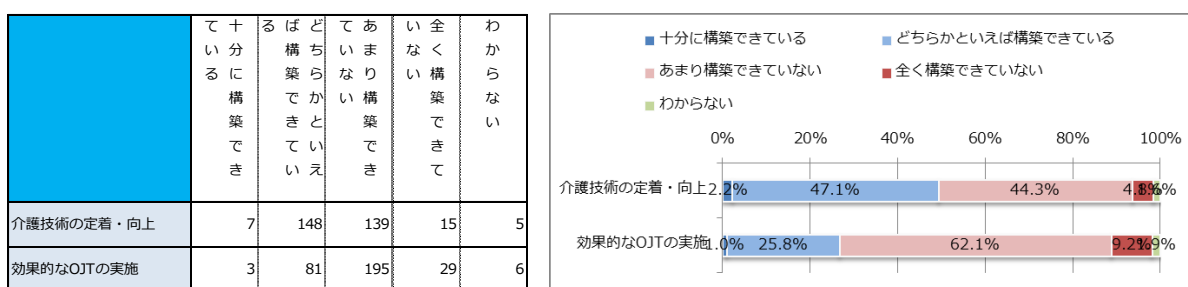 十分に構築できている
どちらかといえば構築できている
あまり構築できていない
全く構築できていない
わからない
介護技術の定着・向上 7 148 139 15 5
効果的なOJTの実施 3 81 195 29 6
■十分に構築できている ■どちらかといえば構築できている
■あまり構築できていない ■全く構築できていない
■わからない
0% 20% 40% 60% 80% 100%
介護技術の定着・向上 2.2% 47.1% 44.3% 4.8% 1.6%
効果的なOJTの実施 1.0% 25.8% 62.1% 9.2% 1.9%